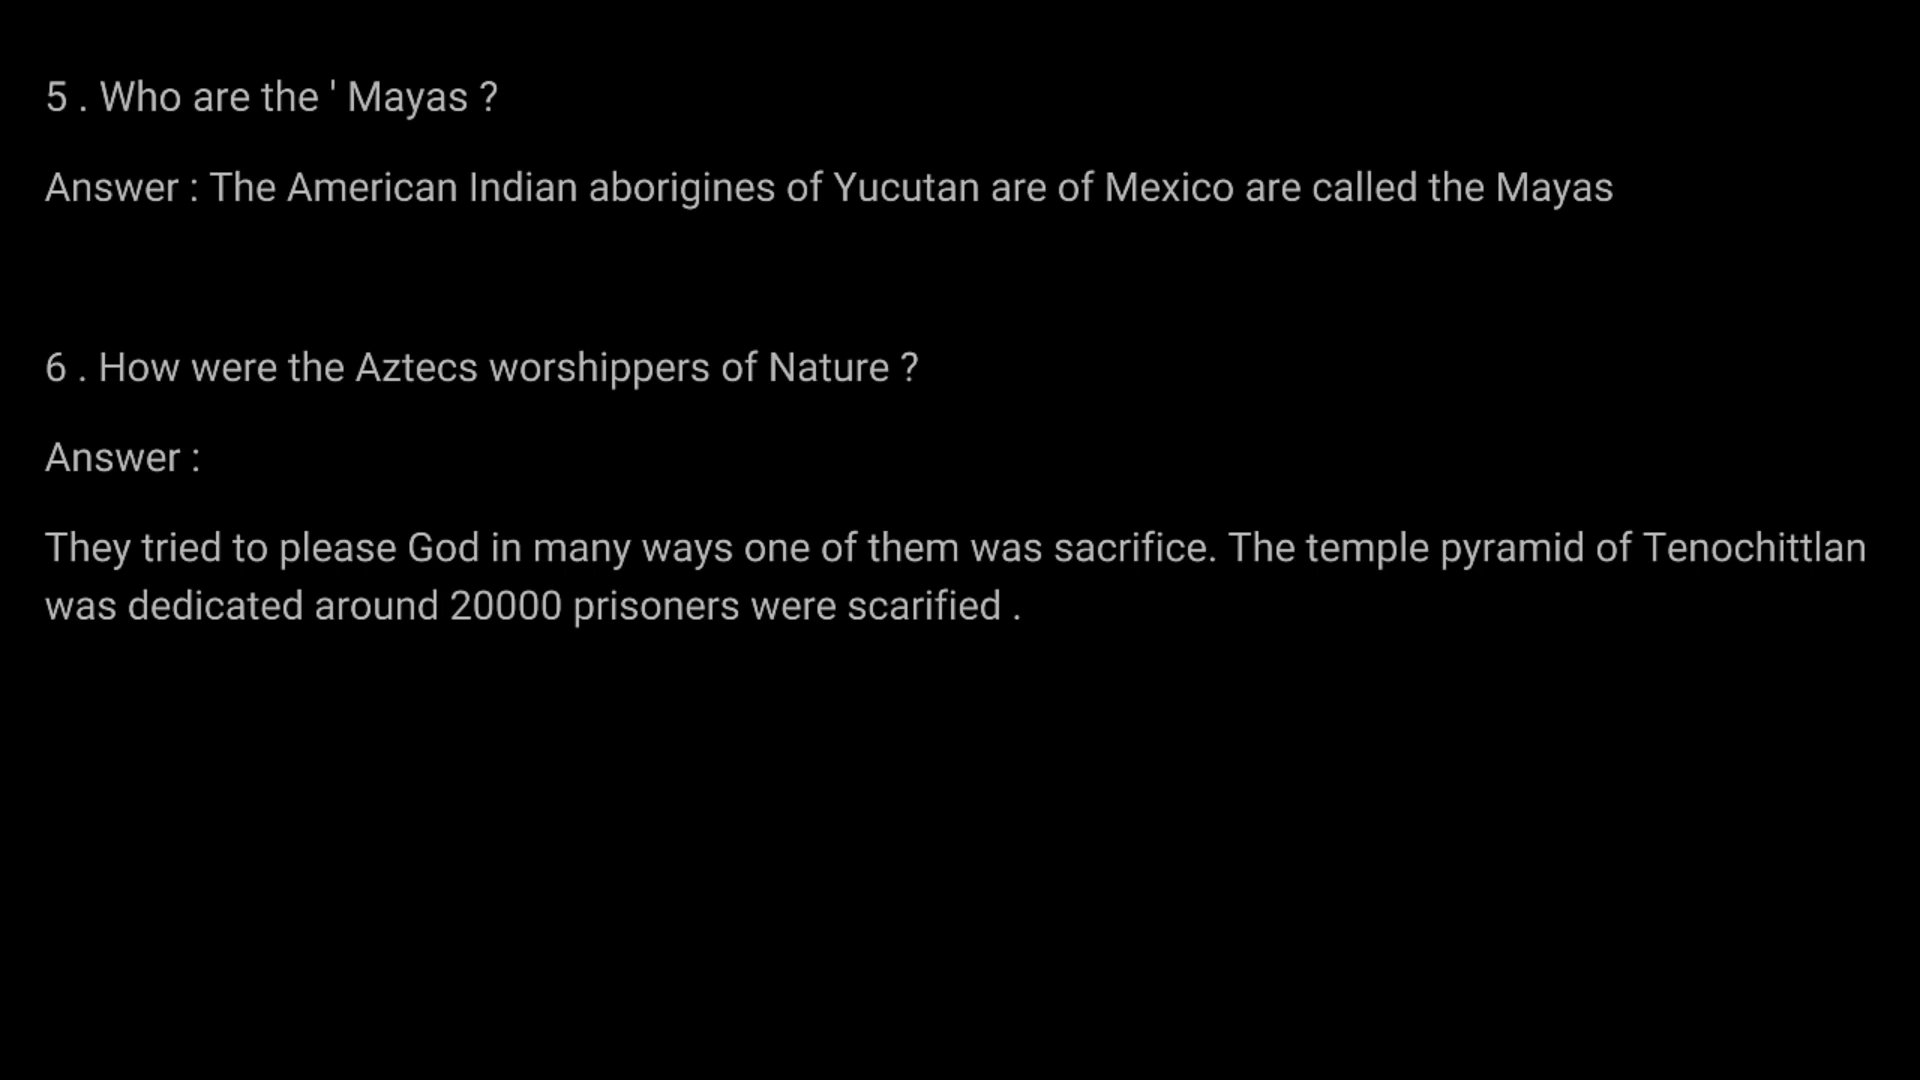 5 . Who are the ' Mayas ?
Answer : The American Indian aborigines of Yucutan are of Mexico are called the Mayas
6 . How were the Aztecs worshippers of Nature ?
Answer :
They tried to please God in many ways one of them was sacrifice. The temple pyramid of Tenochittlan
was dedicated around 20000 prisoners were scarified .